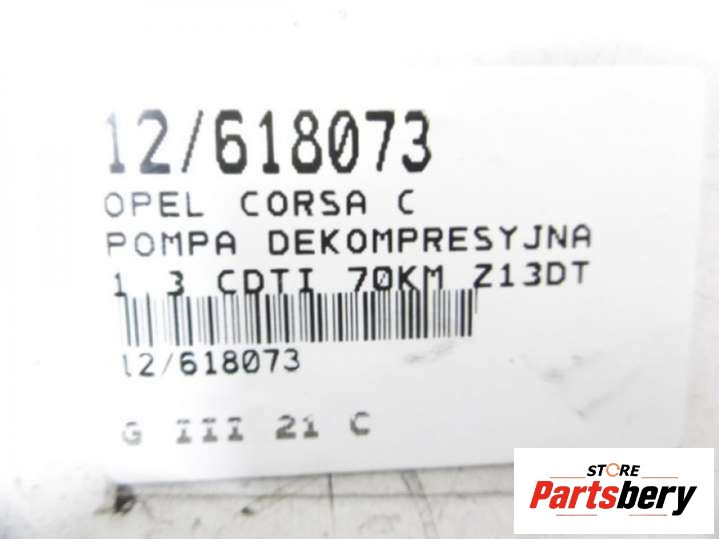 12/618073
OPEL CORSA C
POMPA DEKOMPRESYJNA
1.3 CDTI 70KM Z13DT
12/618073
G III 21 C
STORE
Partsbery